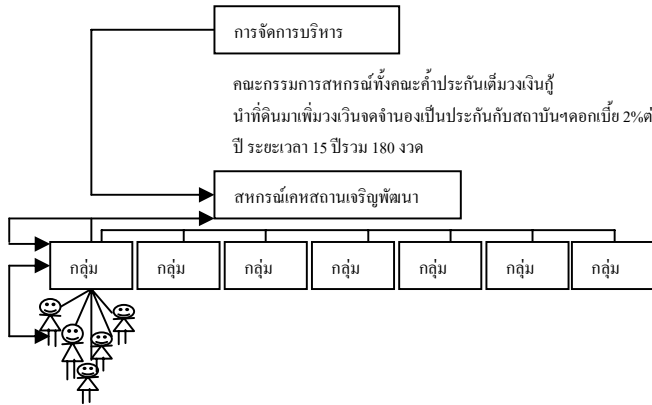 การจัดการบริหาร
คณะกรรมการสหกรณ์ทั้งคณะค้ำประกันเต็มวงเงินกู้
นำที่ดินมาเพิ่มวงเวินจดจำนองเป็นประกันกับสถาบันฯดอกเบี้ย 2%ต่
ปี ระยะเวลา 15 ปีรวม 180 งวด
สหกรณ์เคหสถานเจริญพัฒนา
กลุ่ม กลุ่ม กลุ่ม กลุ่ม กลุ่ม กลุ่ม กลุ่ม